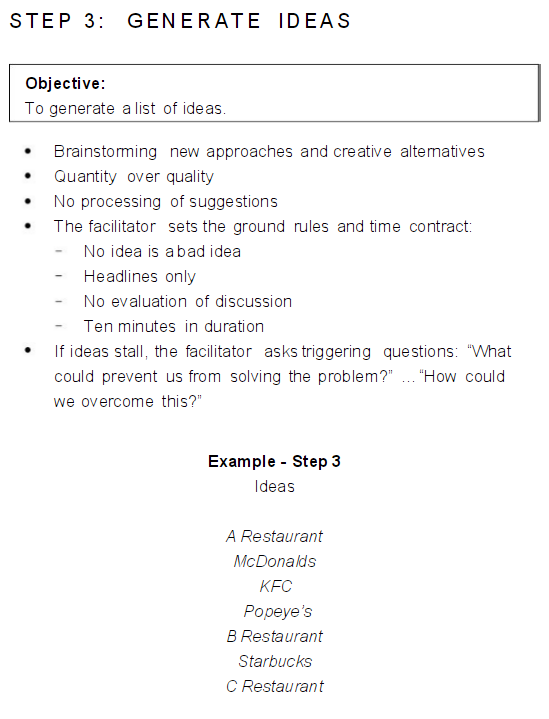 STEP 3: GENERATE IDEAS
Objective:
To generate a list of ideas.
• Brainstorming new approaches and creative alternatives
• Quantity over quality
• No processing of suggestions
• The facilitator sets the ground rules and time contract:
– No idea is a bad idea
– Headlines only
– No evaluation of discussion
– Ten minutes in duration
• If ideas stall, the facilitator asks triggering questions: “What
could prevent us from solving the problem?” …“How could
we overcome this?”
Example - Step 3
Ideas
A Restaurant
McDonalds
KFC
Popeye’s
B Restaurant
Starbucks
C Restaurant